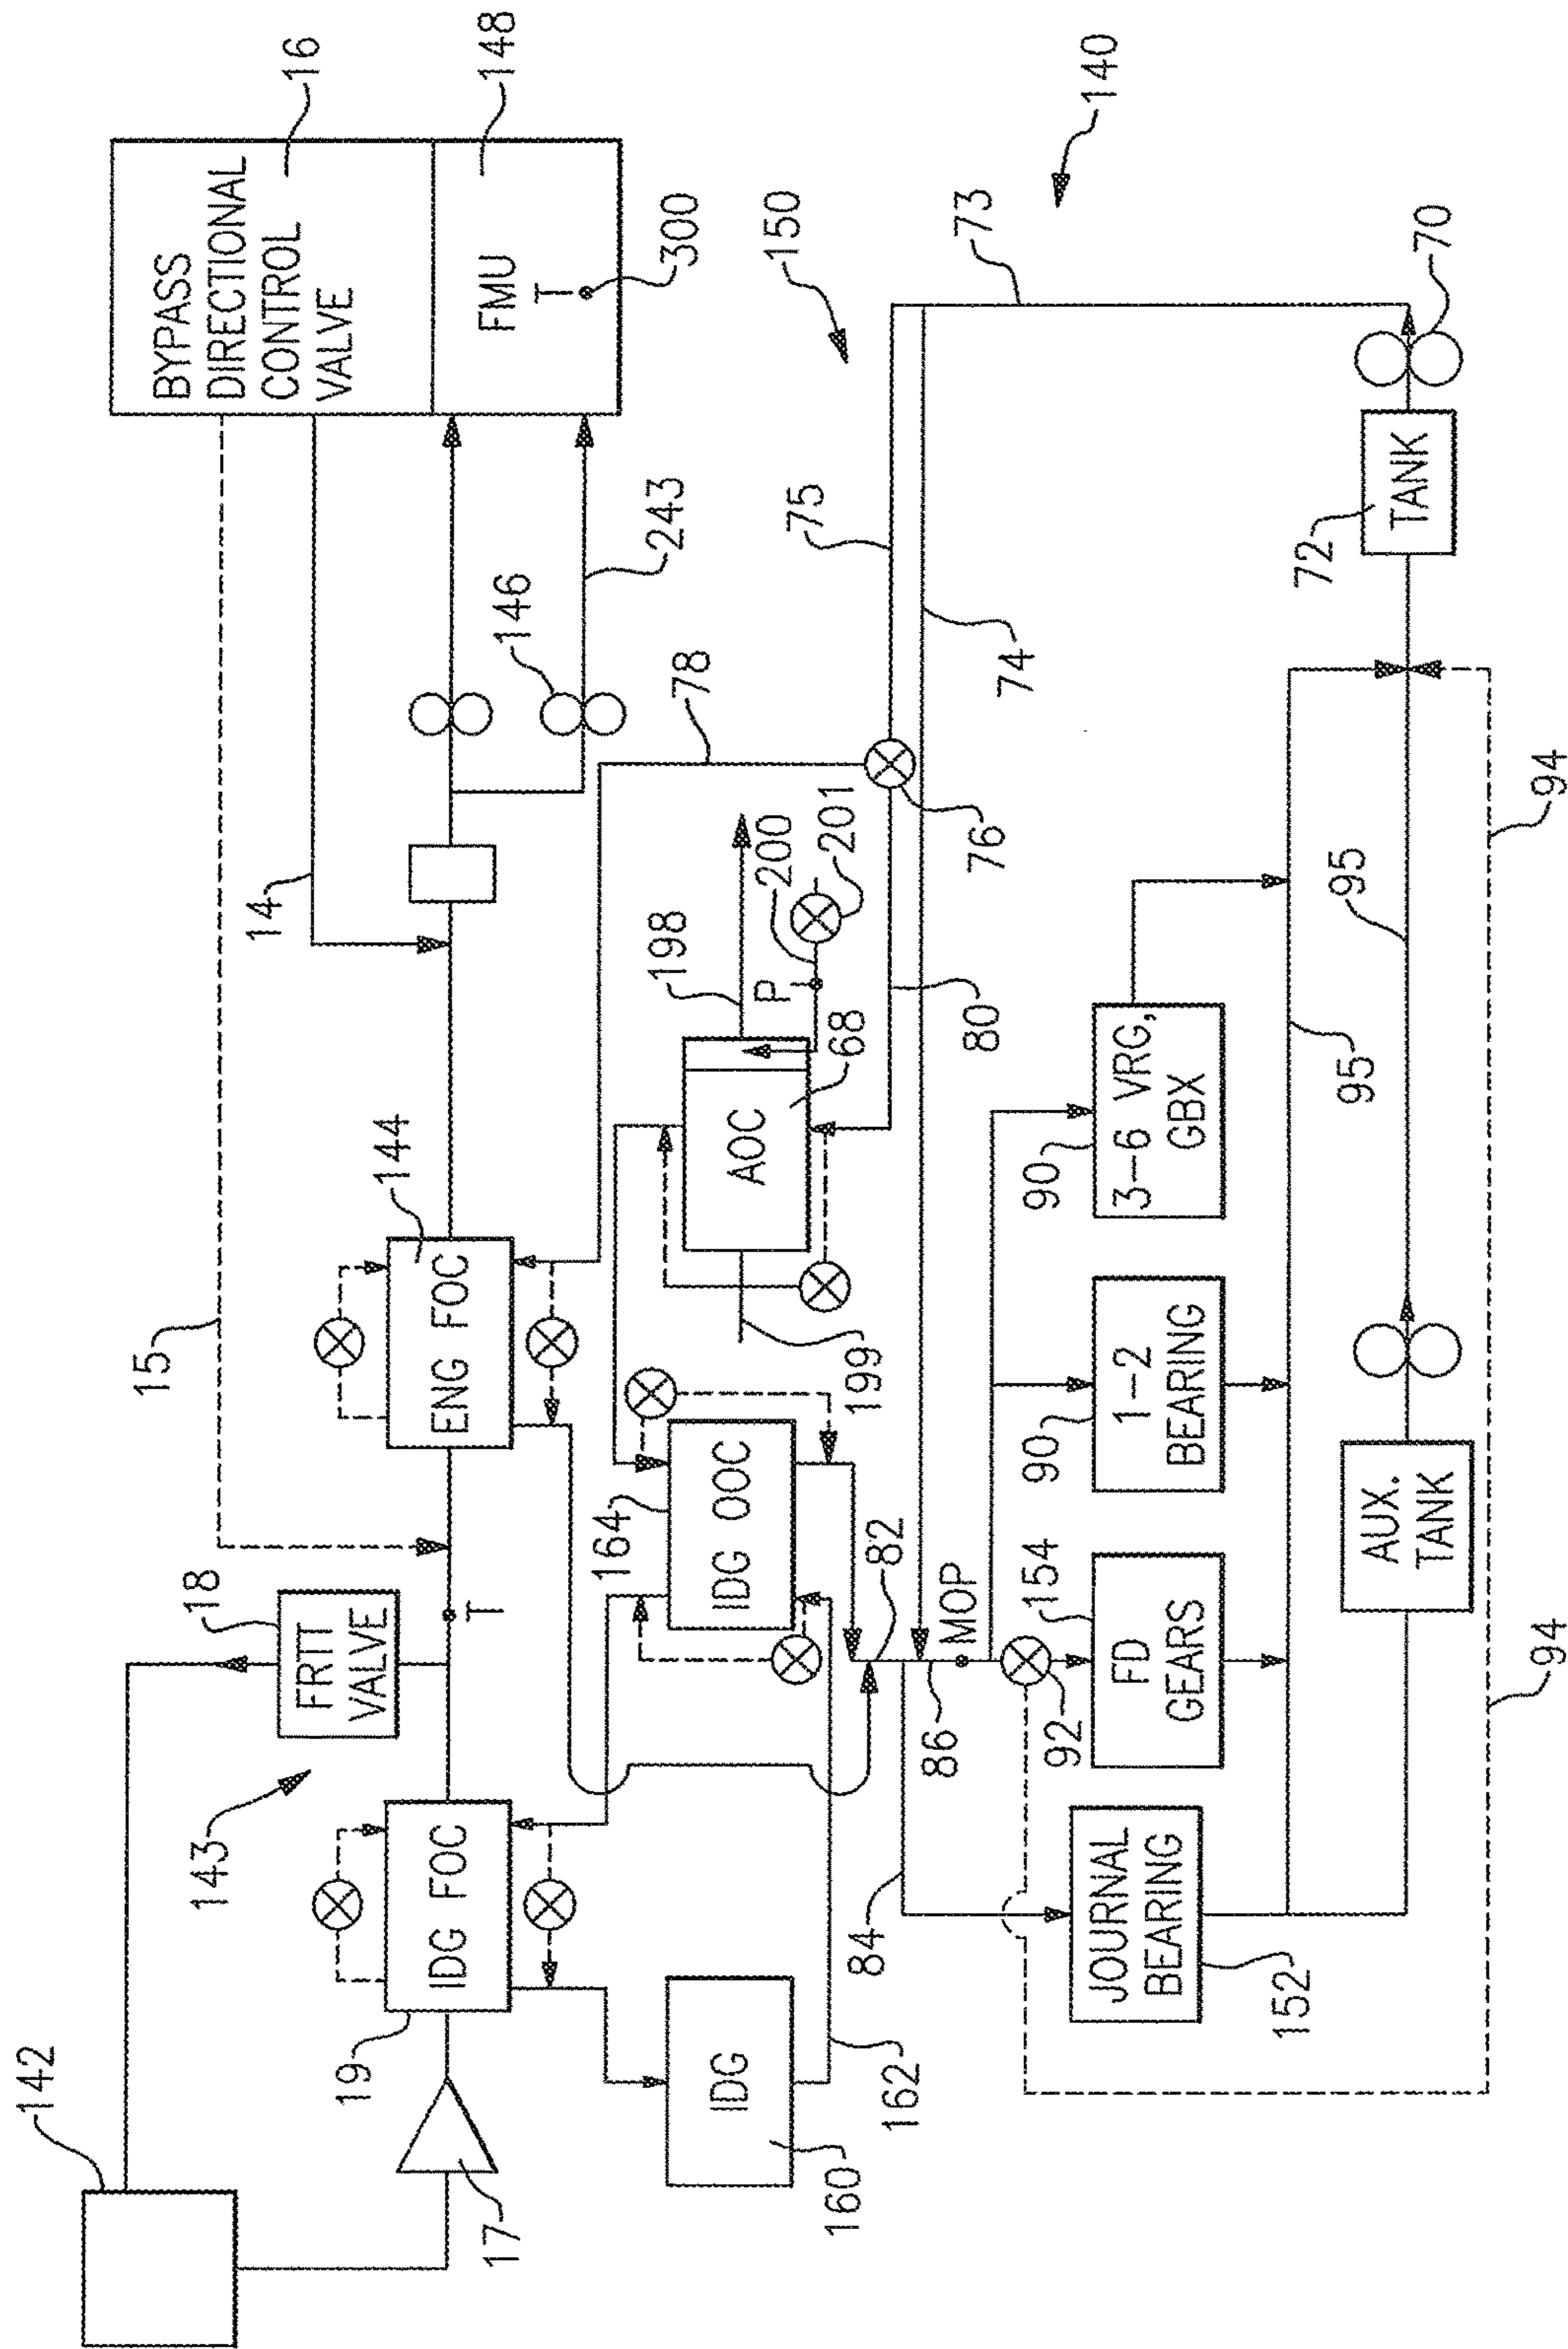 142
143
18
FRTT
VALVE
15
14
BYPASS
DIRECTIONAL
CONTROL
VALVE
16
FMU
T
300
148
17
19
IDG FOC
T
ENG FOC
144
146
243
IDG
160
162
164
IDG OOC
199
AOC
68
198
P
200
201
78
76
75
74
73
150
140
80
82
84
86
MOP
92
154
90
90
JOURNAL
BEARING
152
FD
GEARS
1-2
BEARING
3-6 VRG,
GBX
95
95
AUX.
TANK
72
TANK
70
94
94